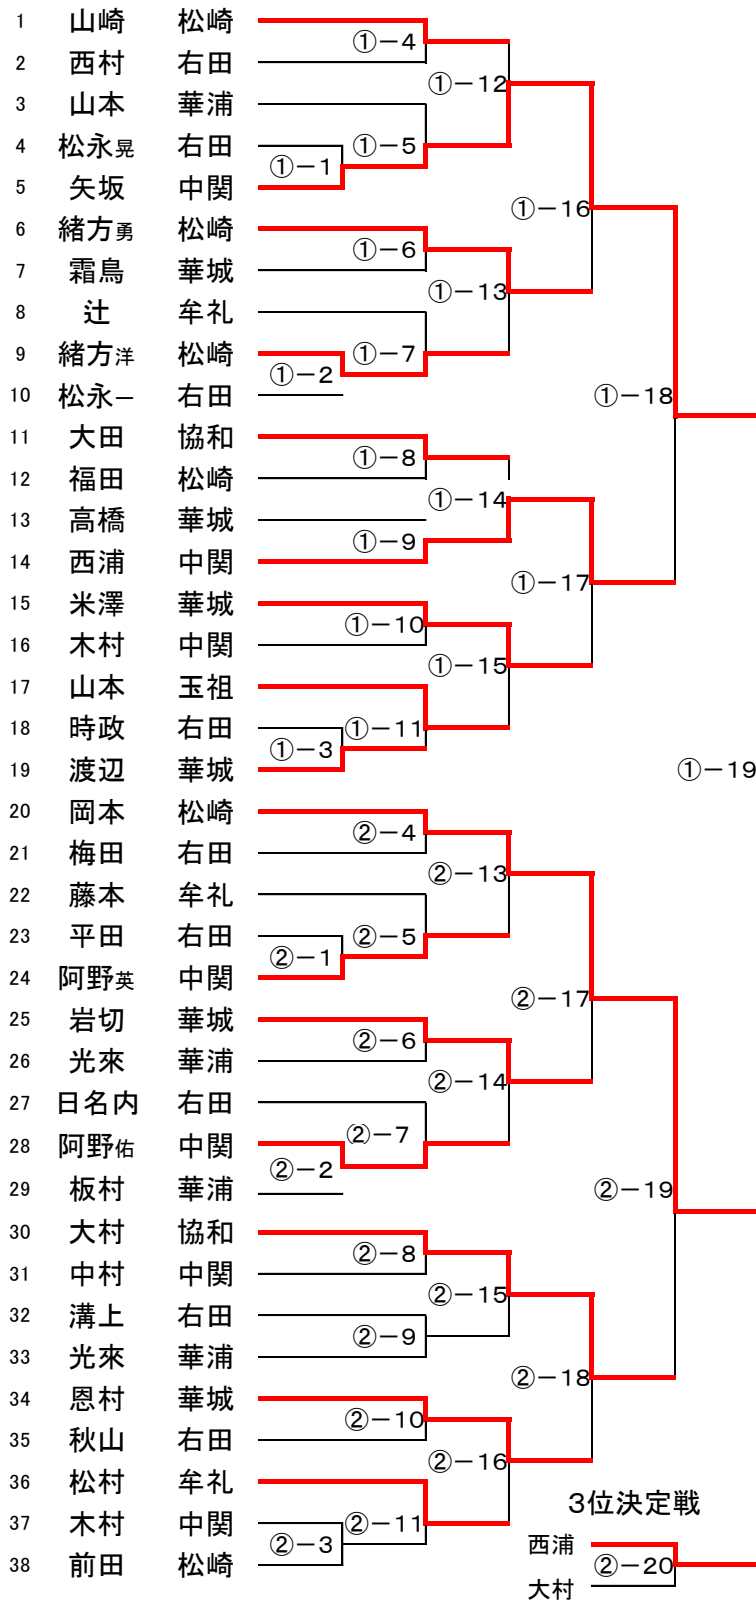 1 山崎 松崎
①－4
2 西村 右田
①－12
3 山本 華浦
4 松永晃 右田
①－5
①－1
5 矢坂 中関
①－16
6 緒方勇 松崎
①－6
7 霜鳥 華城
①－13
8 辻 牟礼
9 緒方洋 松崎
①－7
①－2
10 松永一 右田
①－18
11 大田 協和
①－8
12 福田 松崎
①－14
13 高橋 華城
①－9
14 西浦 中関
①－17
15 米澤 華城
①－10
16 木村 中関
①－15
17 山本 玉祖
18 時政 右田
①－11
①－3
19 渡辺 華城
①－19
20 岡本 松崎
②－4
21 梅田 右田
②－13
22 藤本 牟礼
23 平田 右田
②－5
②－1
24 阿野英 中関
②－17
25 岩切 華城
②－6
26 光來 華浦
②－14
27 日名内 右田
②－7
28 阿野佑 中関
②－2
29 板村 華浦
②－19
30 大村 協和
②－8
31 中村 中関
②－15
32 溝上 右田
②－9
33 光來 華浦
②－18
34 恩村 華城
②－10
35 秋山 右田
②－16
36 松村 牟礼
3位決定戦
37 木村 中関
②－11
②－3
西浦
38 前田 松崎
②－20
大村